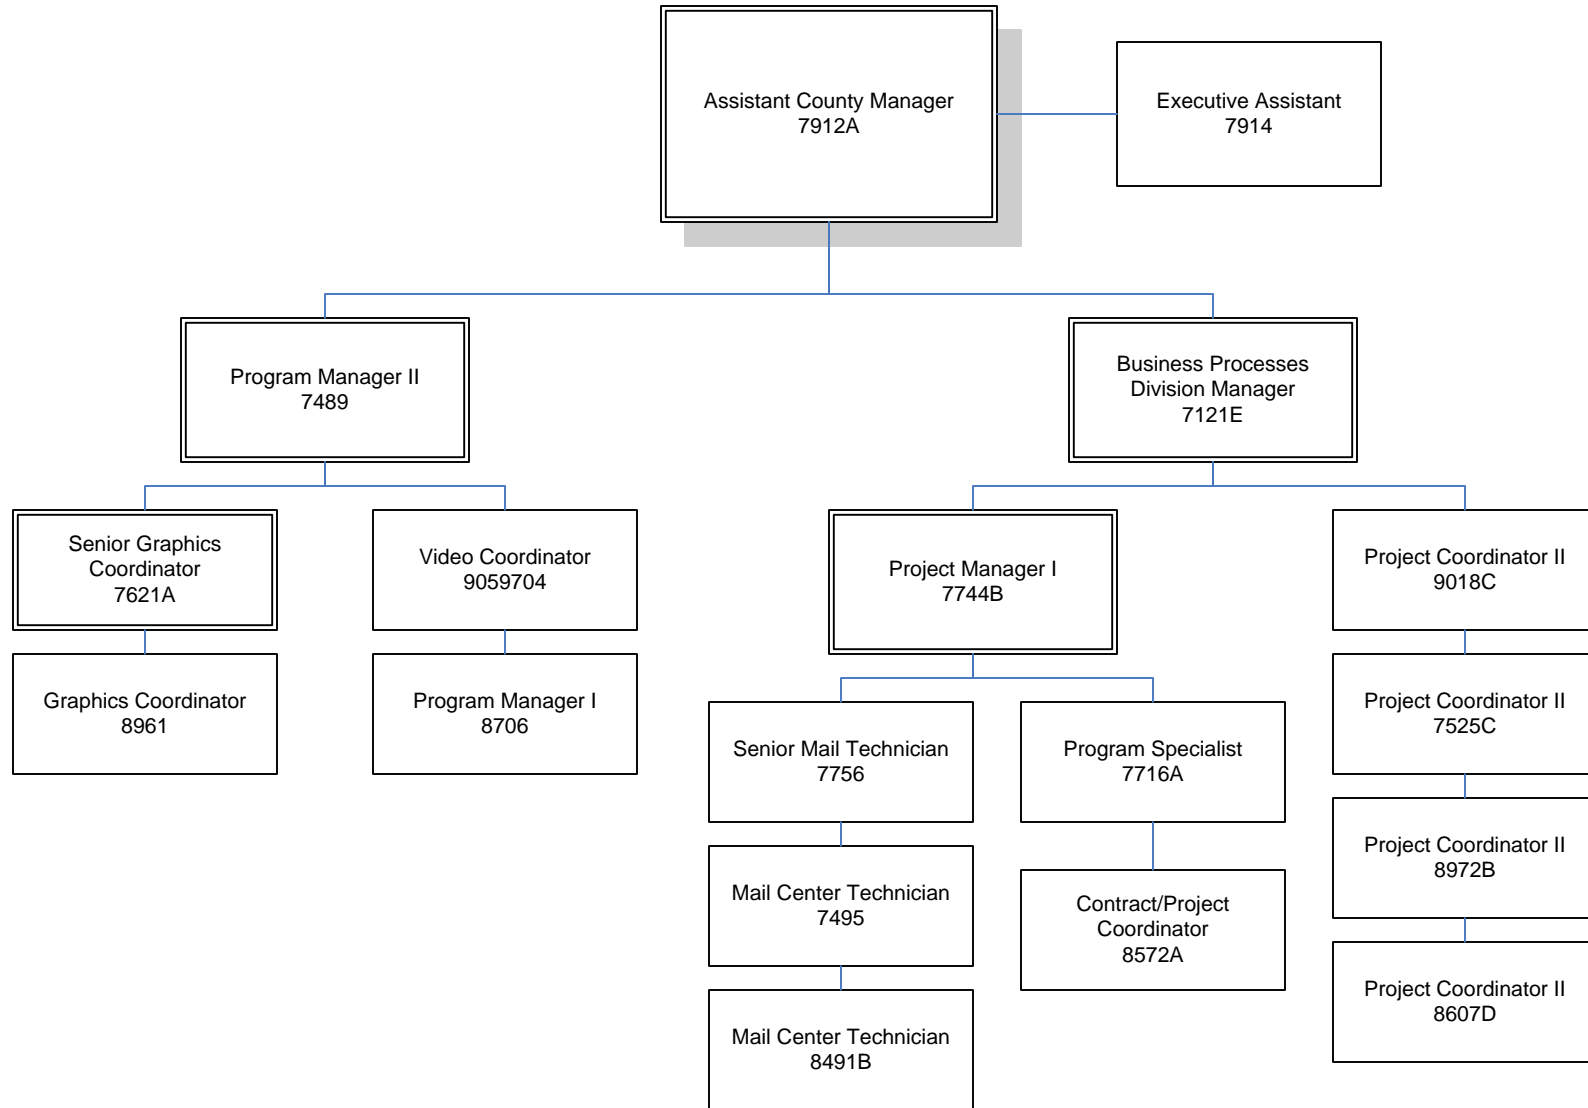 Assistant County Manager
7912A
Executive Assistant
7914
Program Manager II
7489
Business Processes
Division Manager
7121E
Senior Graphics
Coordinator
7621A
Video Coordinator
9059704
Project Manager I
7744B
Project Coordinator II
9018C
Graphics Coordinator
8961
Program Manager I
8706
Senior Mail Technician
7756
Program Specialist
7716A
Project Coordinator II
7525C
Mail Center Technician
7495
Contract/Project
Coordinator
8572A
Project Coordinator II
8972B
Mail Center Technician
8491B
Project Coordinator II
8607D